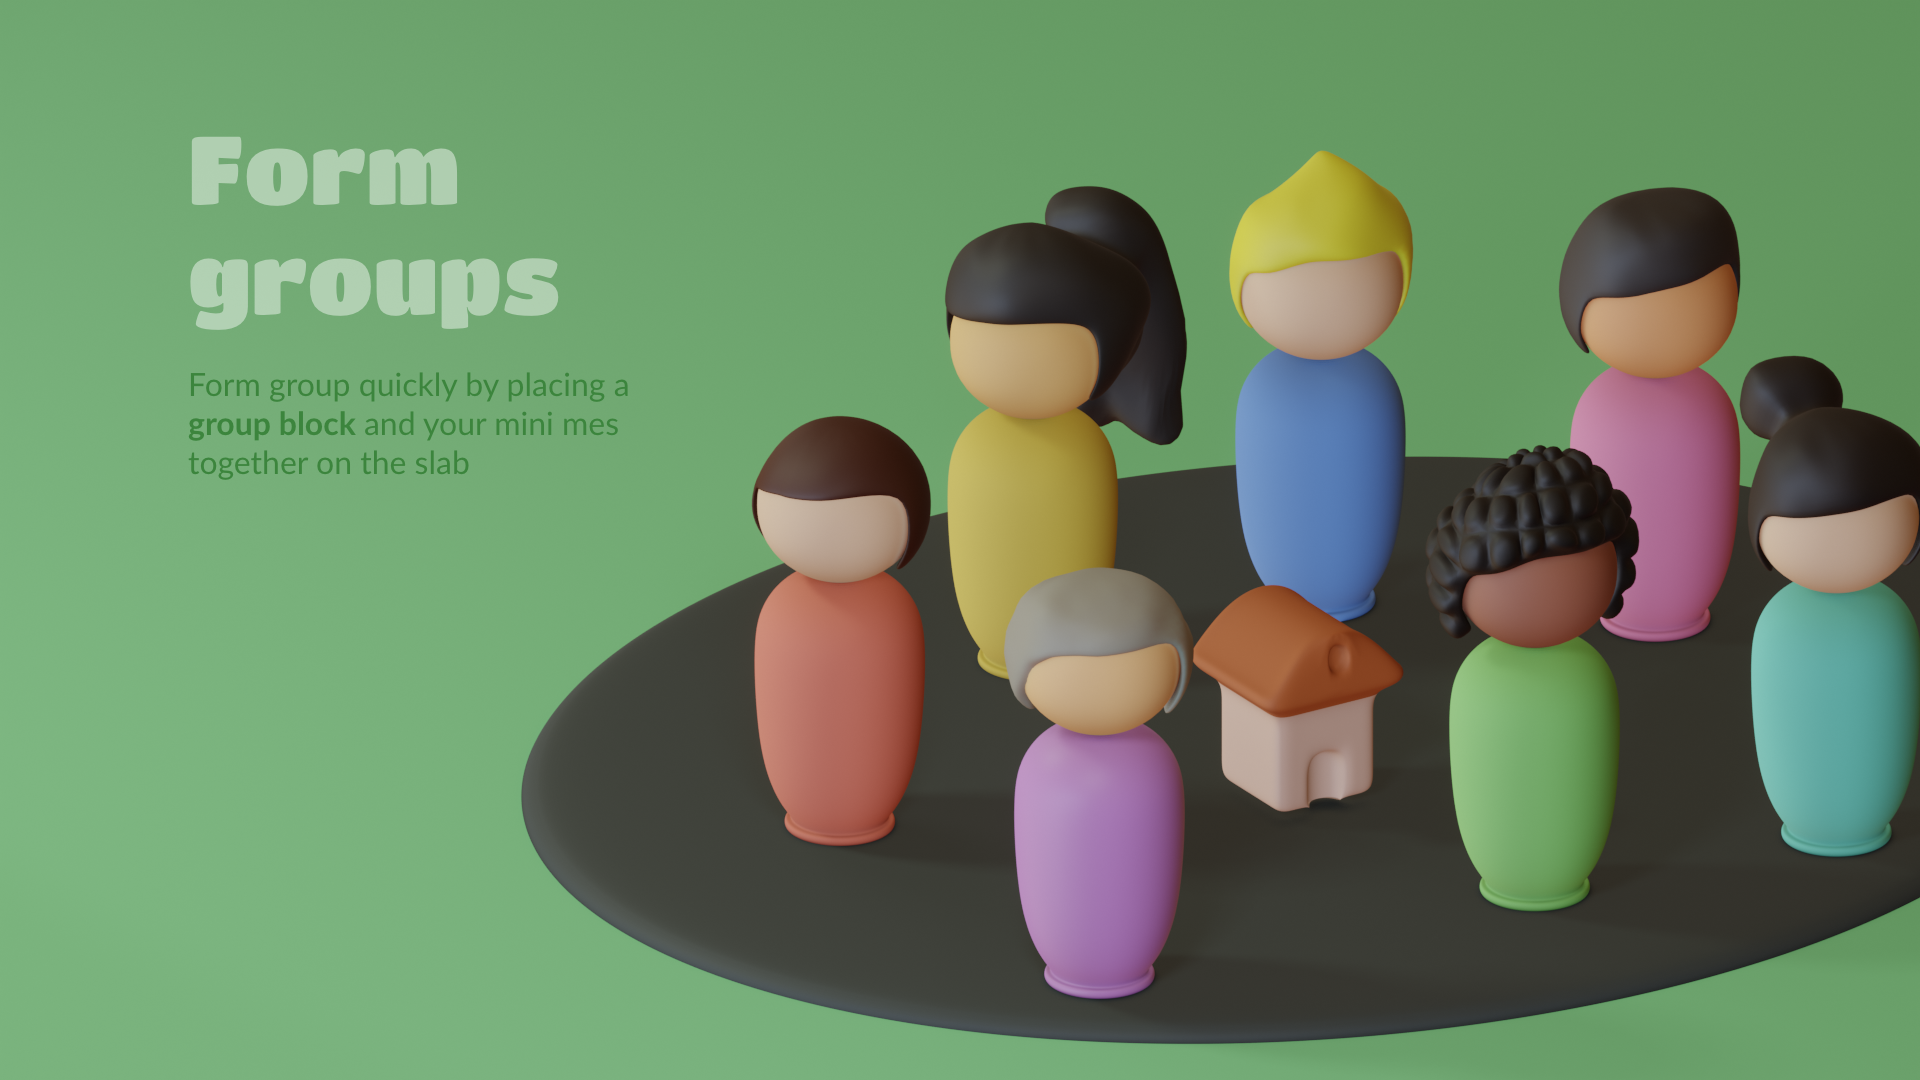 Form
groups
Form group quickly by placing a
group block and your mini mes
together on the slab